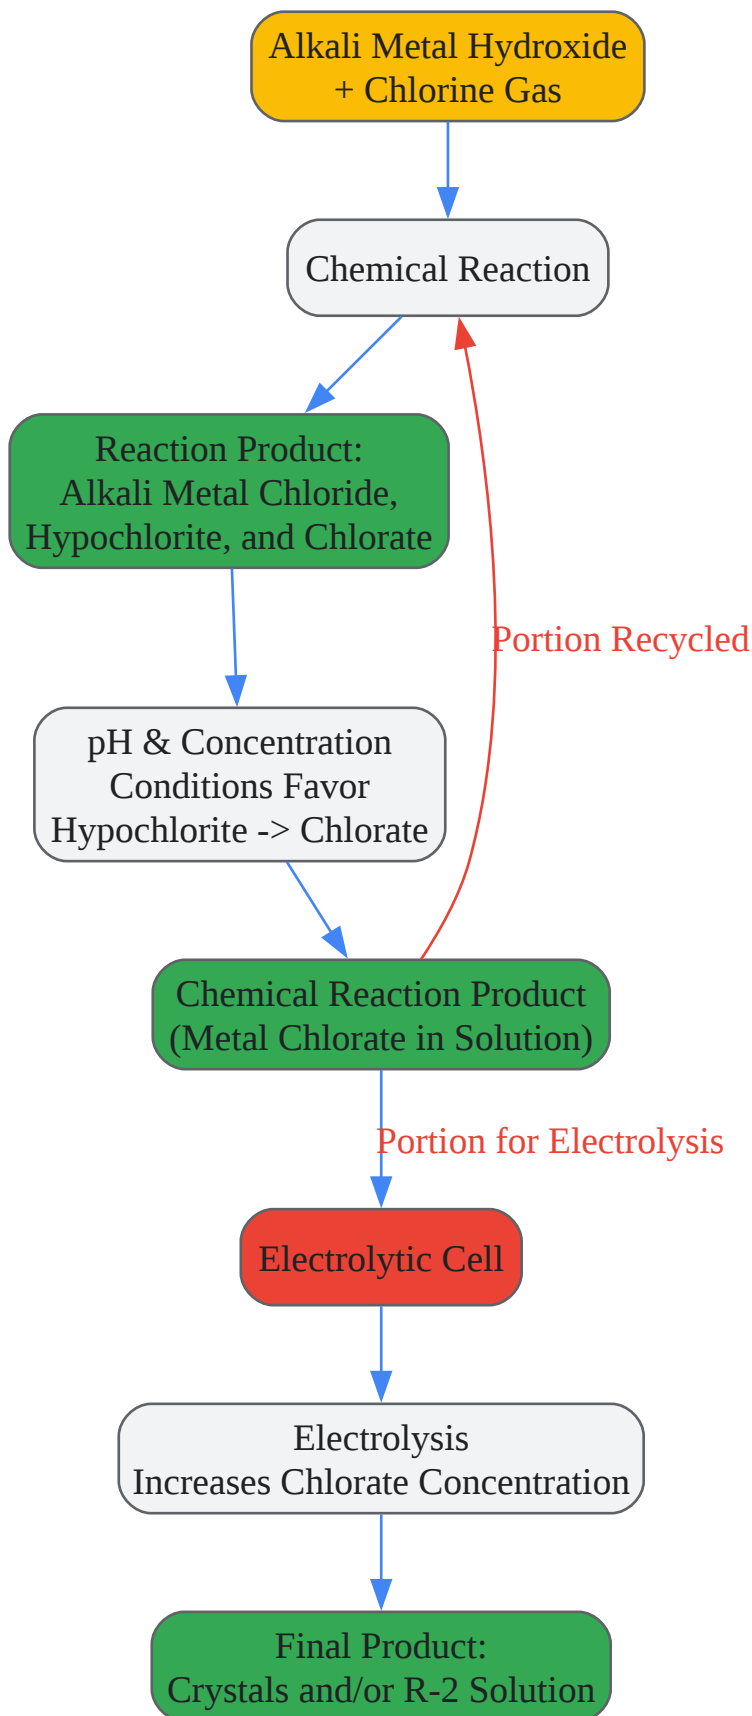 Alkali Metal Hydroxide
+ Chlorine Gas
Chemical Reaction
Reaction Product:
Alkali Metal Chloride,
Hypochlorite, and Chlorate
Portion Recycled
pH & Concentration
Conditions Favor
Hypochlorite -> Chlorate
Chemical Reaction Product
(Metal Chlorate in Solution)
Portion for Electrolysis
Electrolytic Cell
Electrolysis
Increases Chlorate Concentration
Final Product:
Crystals and/or R-2 Solution